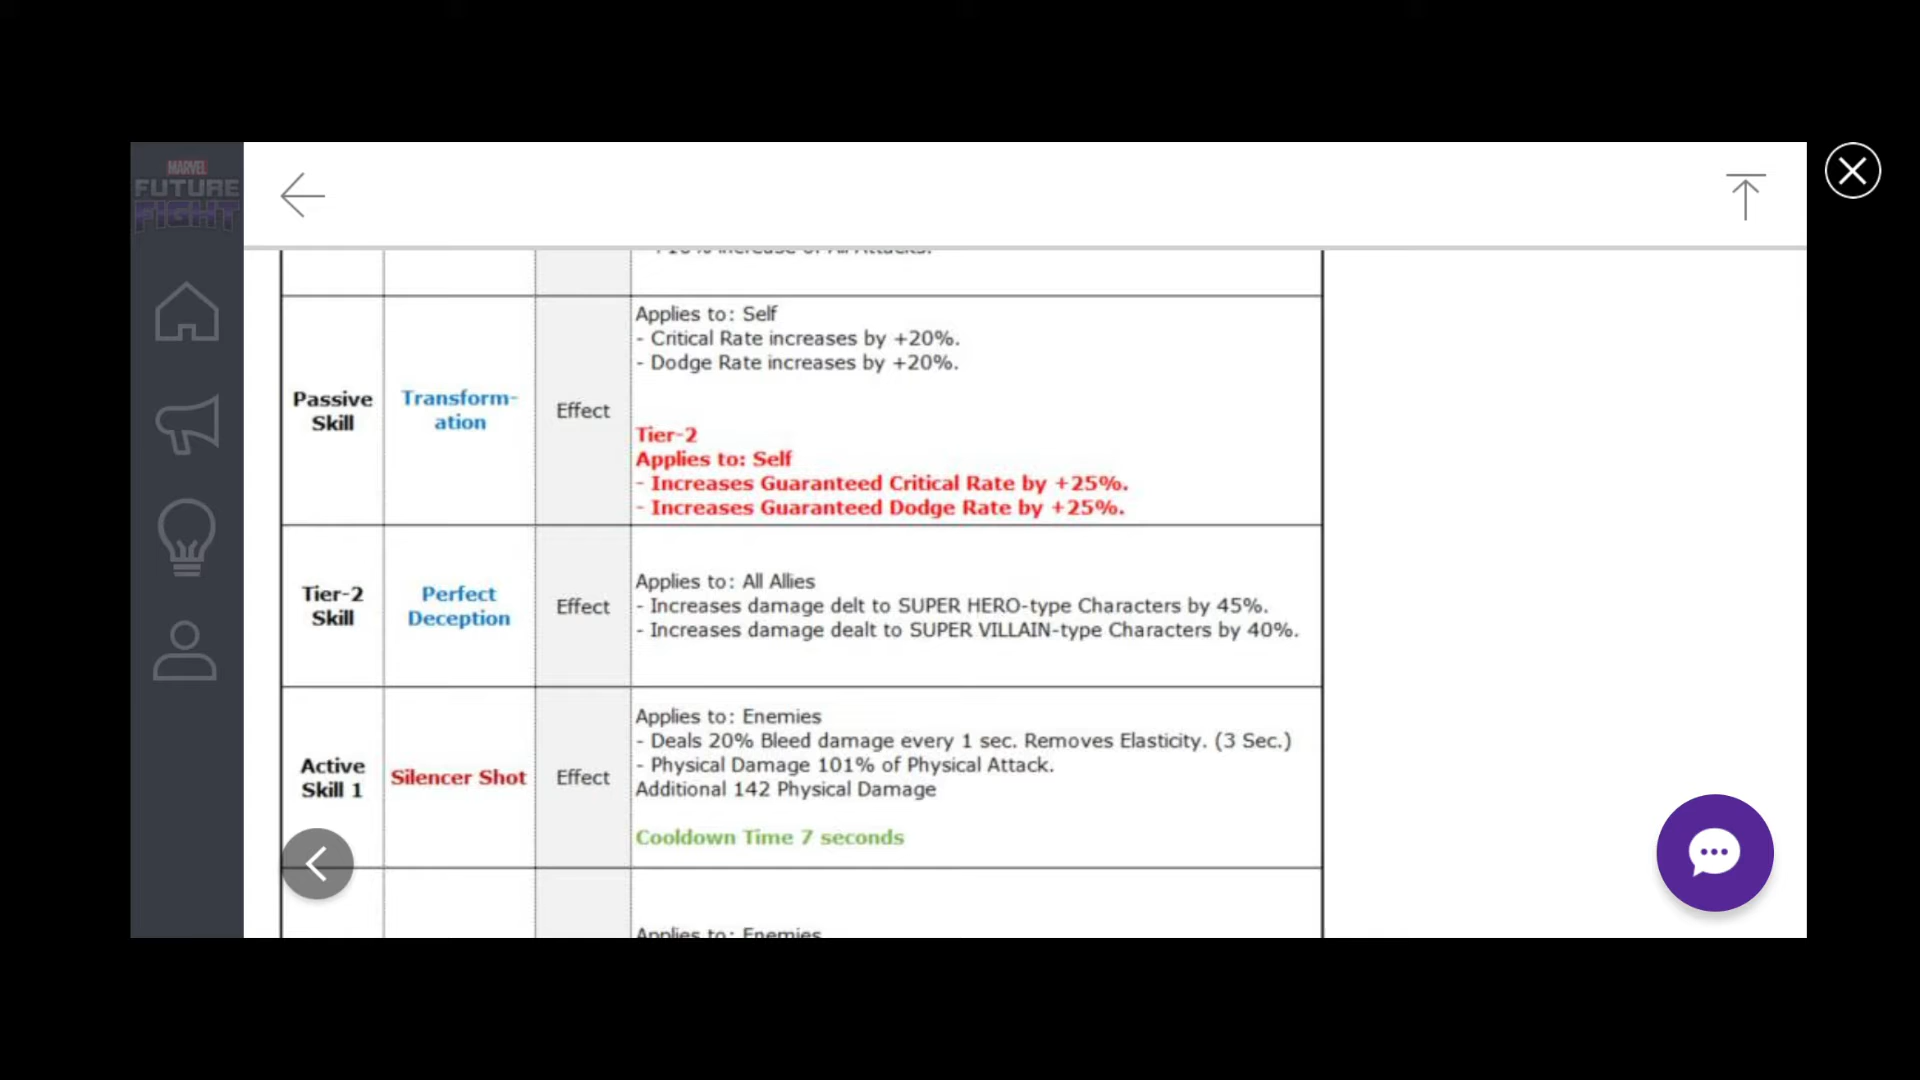 MARVEL
FUTURE
FIGHT
Passive
Skill
Transform-
ation
Effect
Applies to: Self
- Critical Rate increases by +20%.
- Dodge Rate increases by +20%.
Tier-2
Applies to: Self
- Increases Guaranteed Critical Rate by +25%.
- Increases Guaranteed Dodge Rate by +25%.
Tier-2
Skill
Perfect
Deception
Effect
Applies to: All Allies
- Increases damage delt to SUPER HERO-type Characters by 45%.
- Increases damage dealt to SUPER VILLAIN-type Characters by 40%.
Active
Skill 1
Silencer Shot
Effect
Applies to: Enemies
- Deals 20% Bleed damage every 1 sec. Removes Elasticity. (3 Sec.)
- Physical Damage 101% of Physical Attack.
Additional 142 Physical Damage
Cooldown Time 7 seconds
Applies to: Enemies